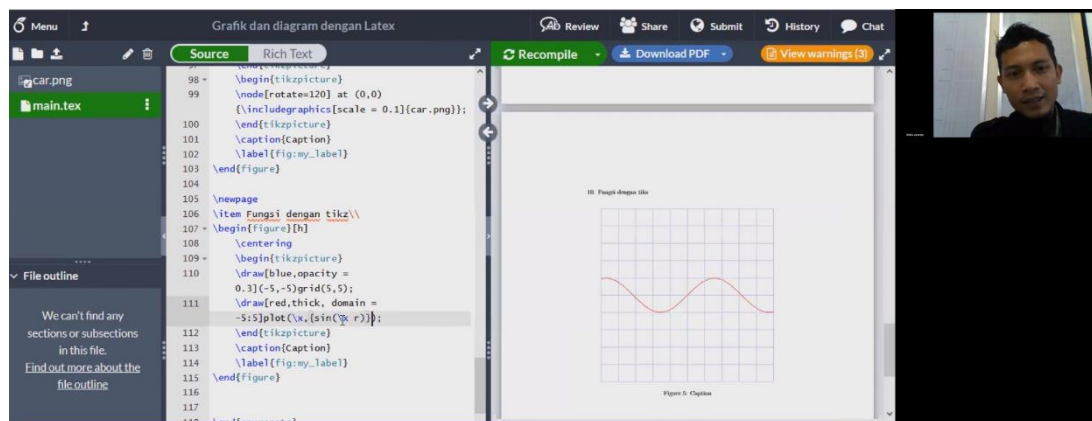 Menu
Grafik dan diagram dengan Latex
Review
Share
Submit
History
Chat
Source
Rich Text
Recompile
Download PDF
View warnings (3)
car.png
main.tex
98
\begin{tikzpicture}
99
\node[rotate=120] at (0,0)
{\includegraphics[scale = 0.1]{car.png}};
100
\end{tikzpicture}
101
\caption{Caption}
102
\label{fig:my_label}
103
\end{figure}
104
105
\newpage
106
\item Fungsi dengan tikz\\
107
\begin{figure}[h]
108
\centering
109
\begin{tikzpicture}
110
\draw[blue,opacity =
0.3](-5,-5)grid(5,5);
111
\draw[red,thick, domain =
-5:5]plot(\x,{sin(\x r)});
112
\end{tikzpicture}
113
\caption{Caption}
114
\label{fig:my_label}
115
\end{figure}
116
117
File outline
We can't find any
sections or subsections
in this file.
Find out more about the
file outline
10. Fungsi dengan tikz
Figure 5: Caption